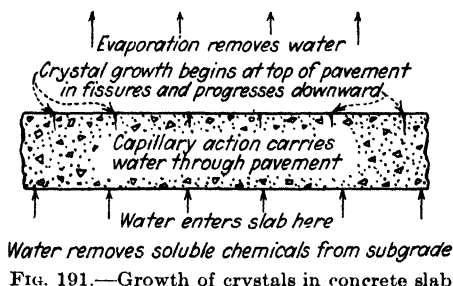 Evaporation removes water
Crystal growth begins at top of pavement
in fissures and progresses downward
Capillary action carries
water through pavement
Water enters slab here
Water removes soluble chemicals from subgrade
FIG. 191.—Growth of crystals in concrete slab